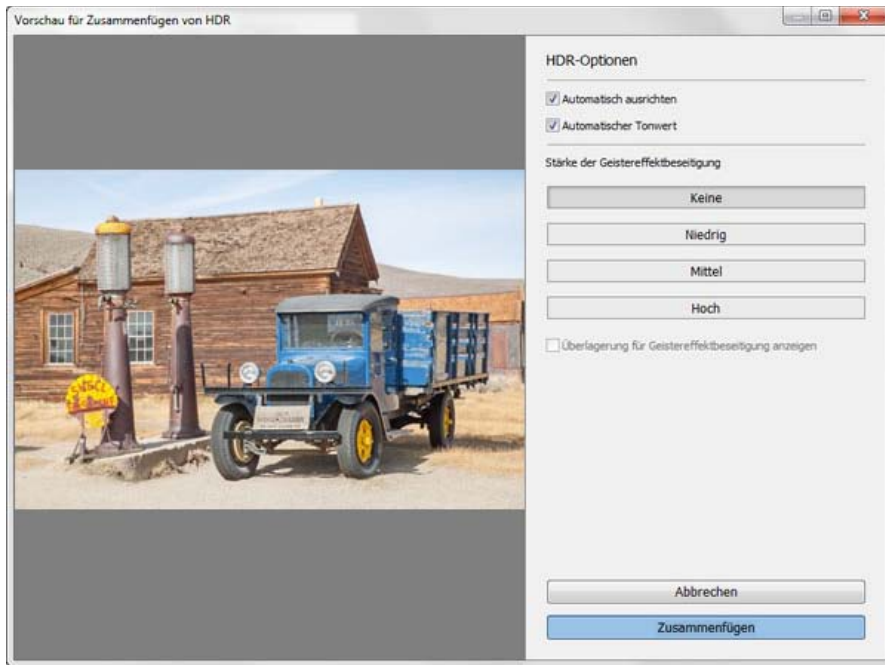 Vorschau für Zusammenfügen von HDR
HDR-Optionen
Automatisch ausrichten
Automatischer Tonwert
Stärke der Geistereffektbeseitigung
Keine
Niedrig
Mittel
Hoch
Überlagerung für Geistereffektbeseitigung anzeigen
Abbrechen
Zusammenfügen